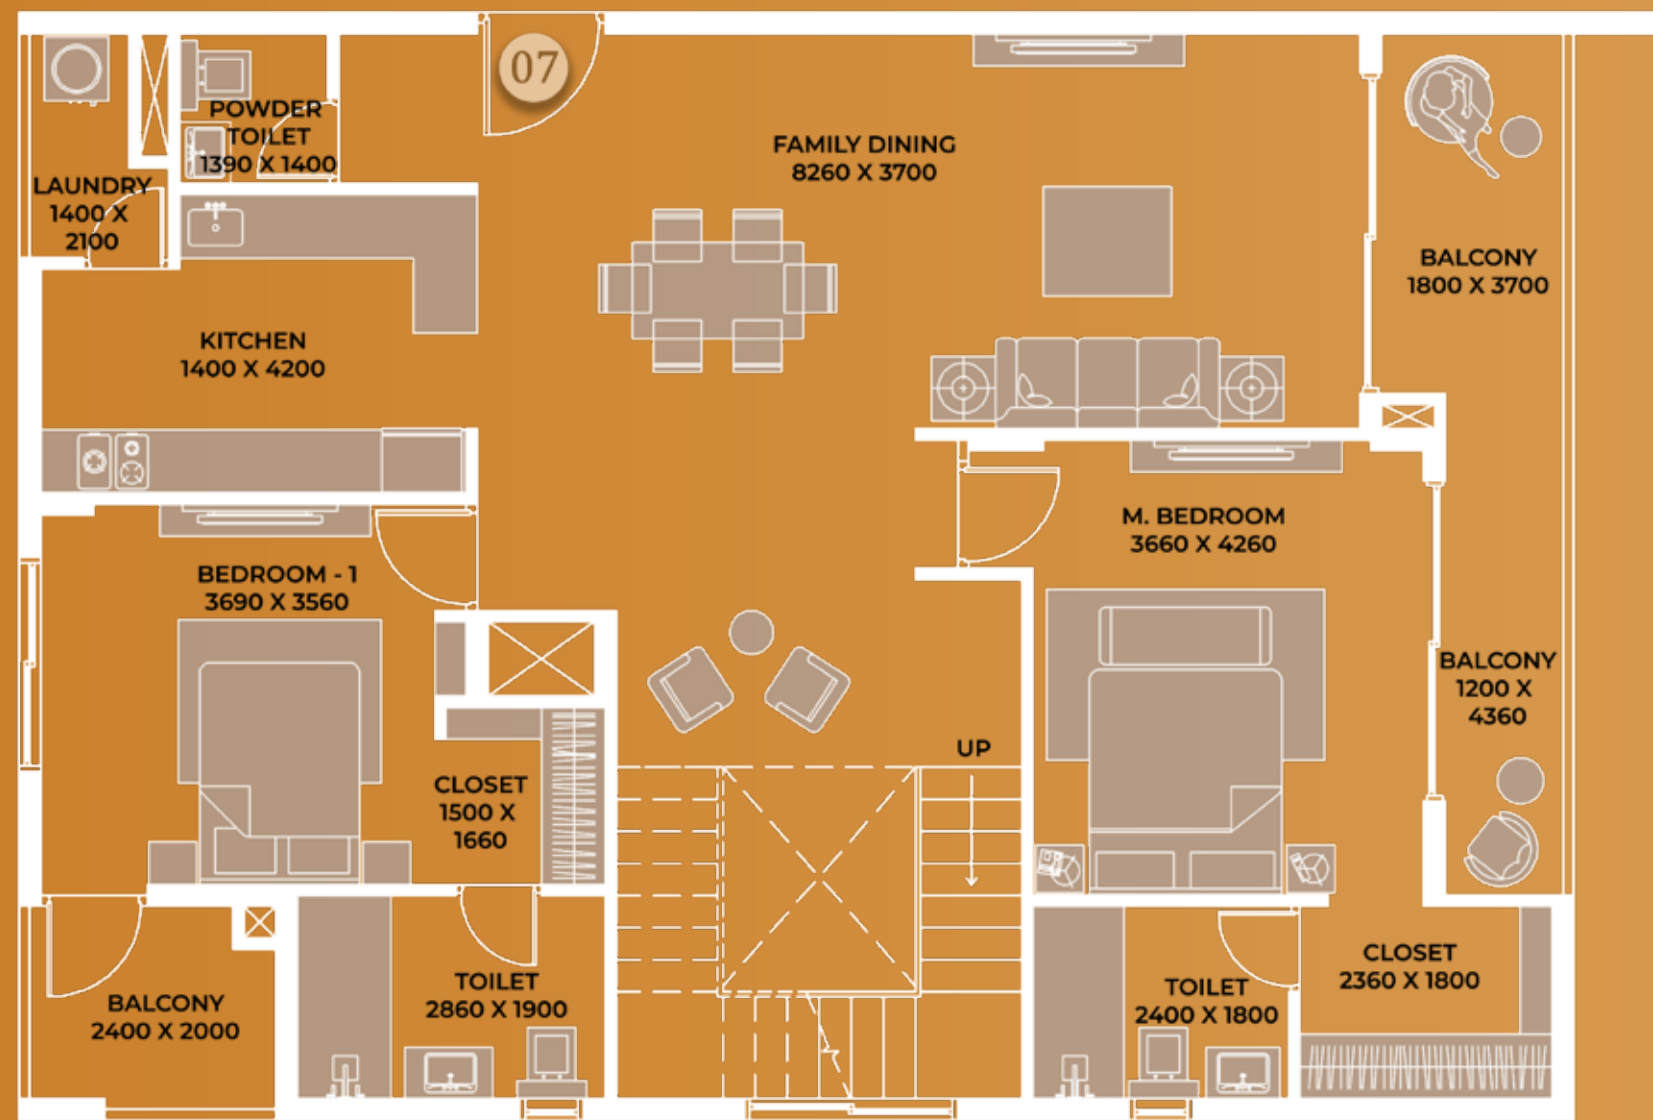 07
POWDER
TOILET
1390 X 1400
LAUNDRY
1400 X
2100
FAMILY DINING
8260 X 3700
BALCONY
1800 X 3700
KITCHEN
1400 X 4200
M. BEDROOM
3660 X 4260
BEDROOM - 1
3690 X 3560
BALCONY
1200 X
4360
UP
CLOSET
1500 X
1660
CLOSET
2360 X 1800
TOILET
2860 X 1900
TOILET
2400 X 1800
BALCONY
2400 X 2000